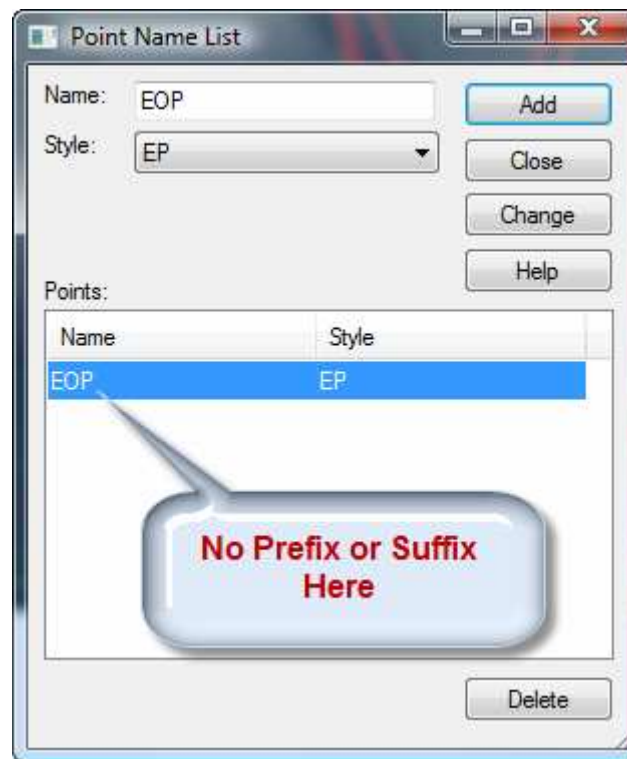 Point Name List
Name: EOP Add
Style: EP Close
Change
Help
Points:
Name Style
EOP EP
No Prefix or Suffix
Here
Delete